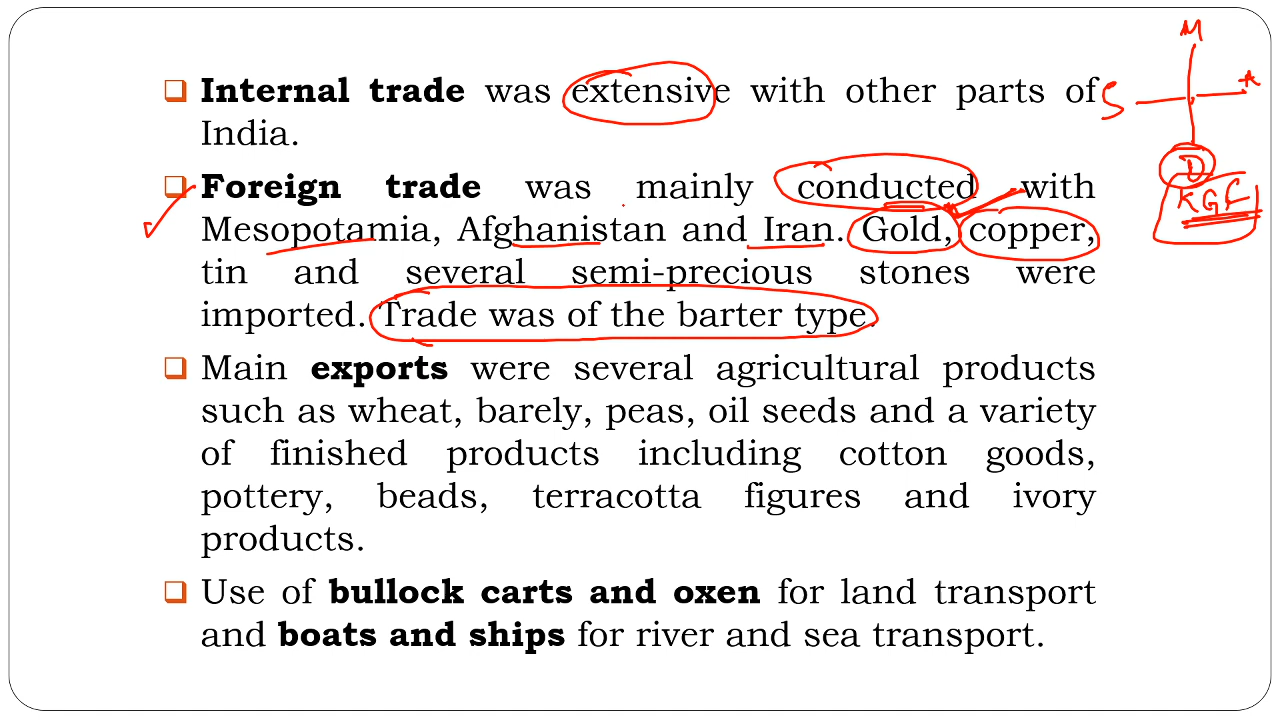 Internal trade was extensive with other parts of
India.
Foreign trade was mainly conducted with
Mesopotamia, Afghanistan and Iran. Gold, copper,
tin and several semi-precious stones were
imported. Trade was of the barter type.
Main exports were several agricultural products
such as wheat, barely, peas, oil seeds and a variety
of finished products including cotton goods,
pottery, beads, terracotta figures and ivory
products.
Use of bullock carts and oxen for land transport
and boats and ships for river and sea transport.
M
S
A
D
KGF